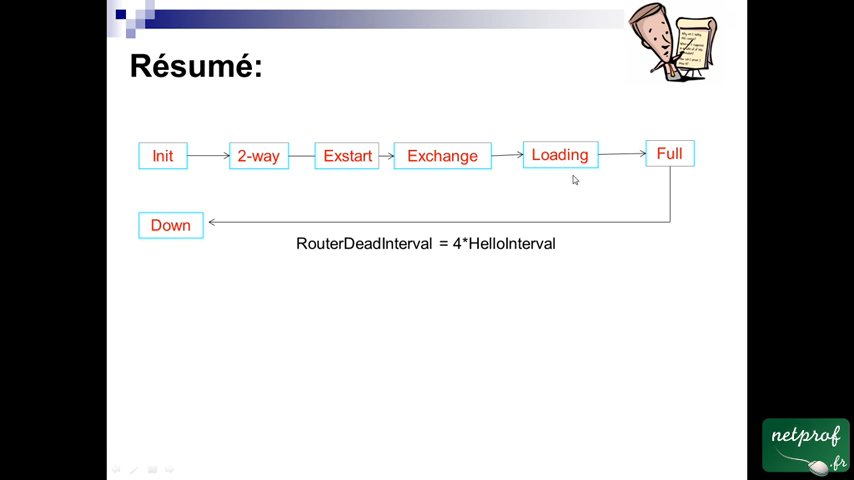 Résumé:
Init
2-way
Exstart
Exchange
Loading
Full
Down
RouterDeadInterval = 4*HelloInterval
netprof
.fr